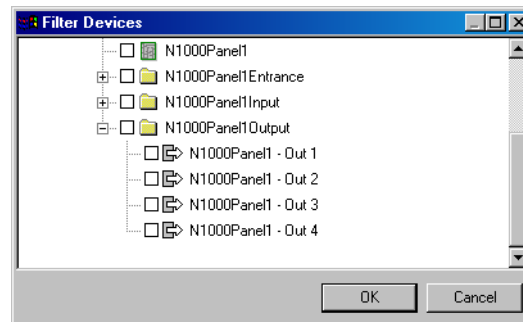 Filter Devices
N1000Panel1
N1000Panel1Entrance
N1000Panel1Input
N1000Panel1Output
N1000Panel1 - Out 1
N1000Panel1 - Out 2
N1000Panel1 - Out 3
N1000Panel1 - Out 4
OK Cancel